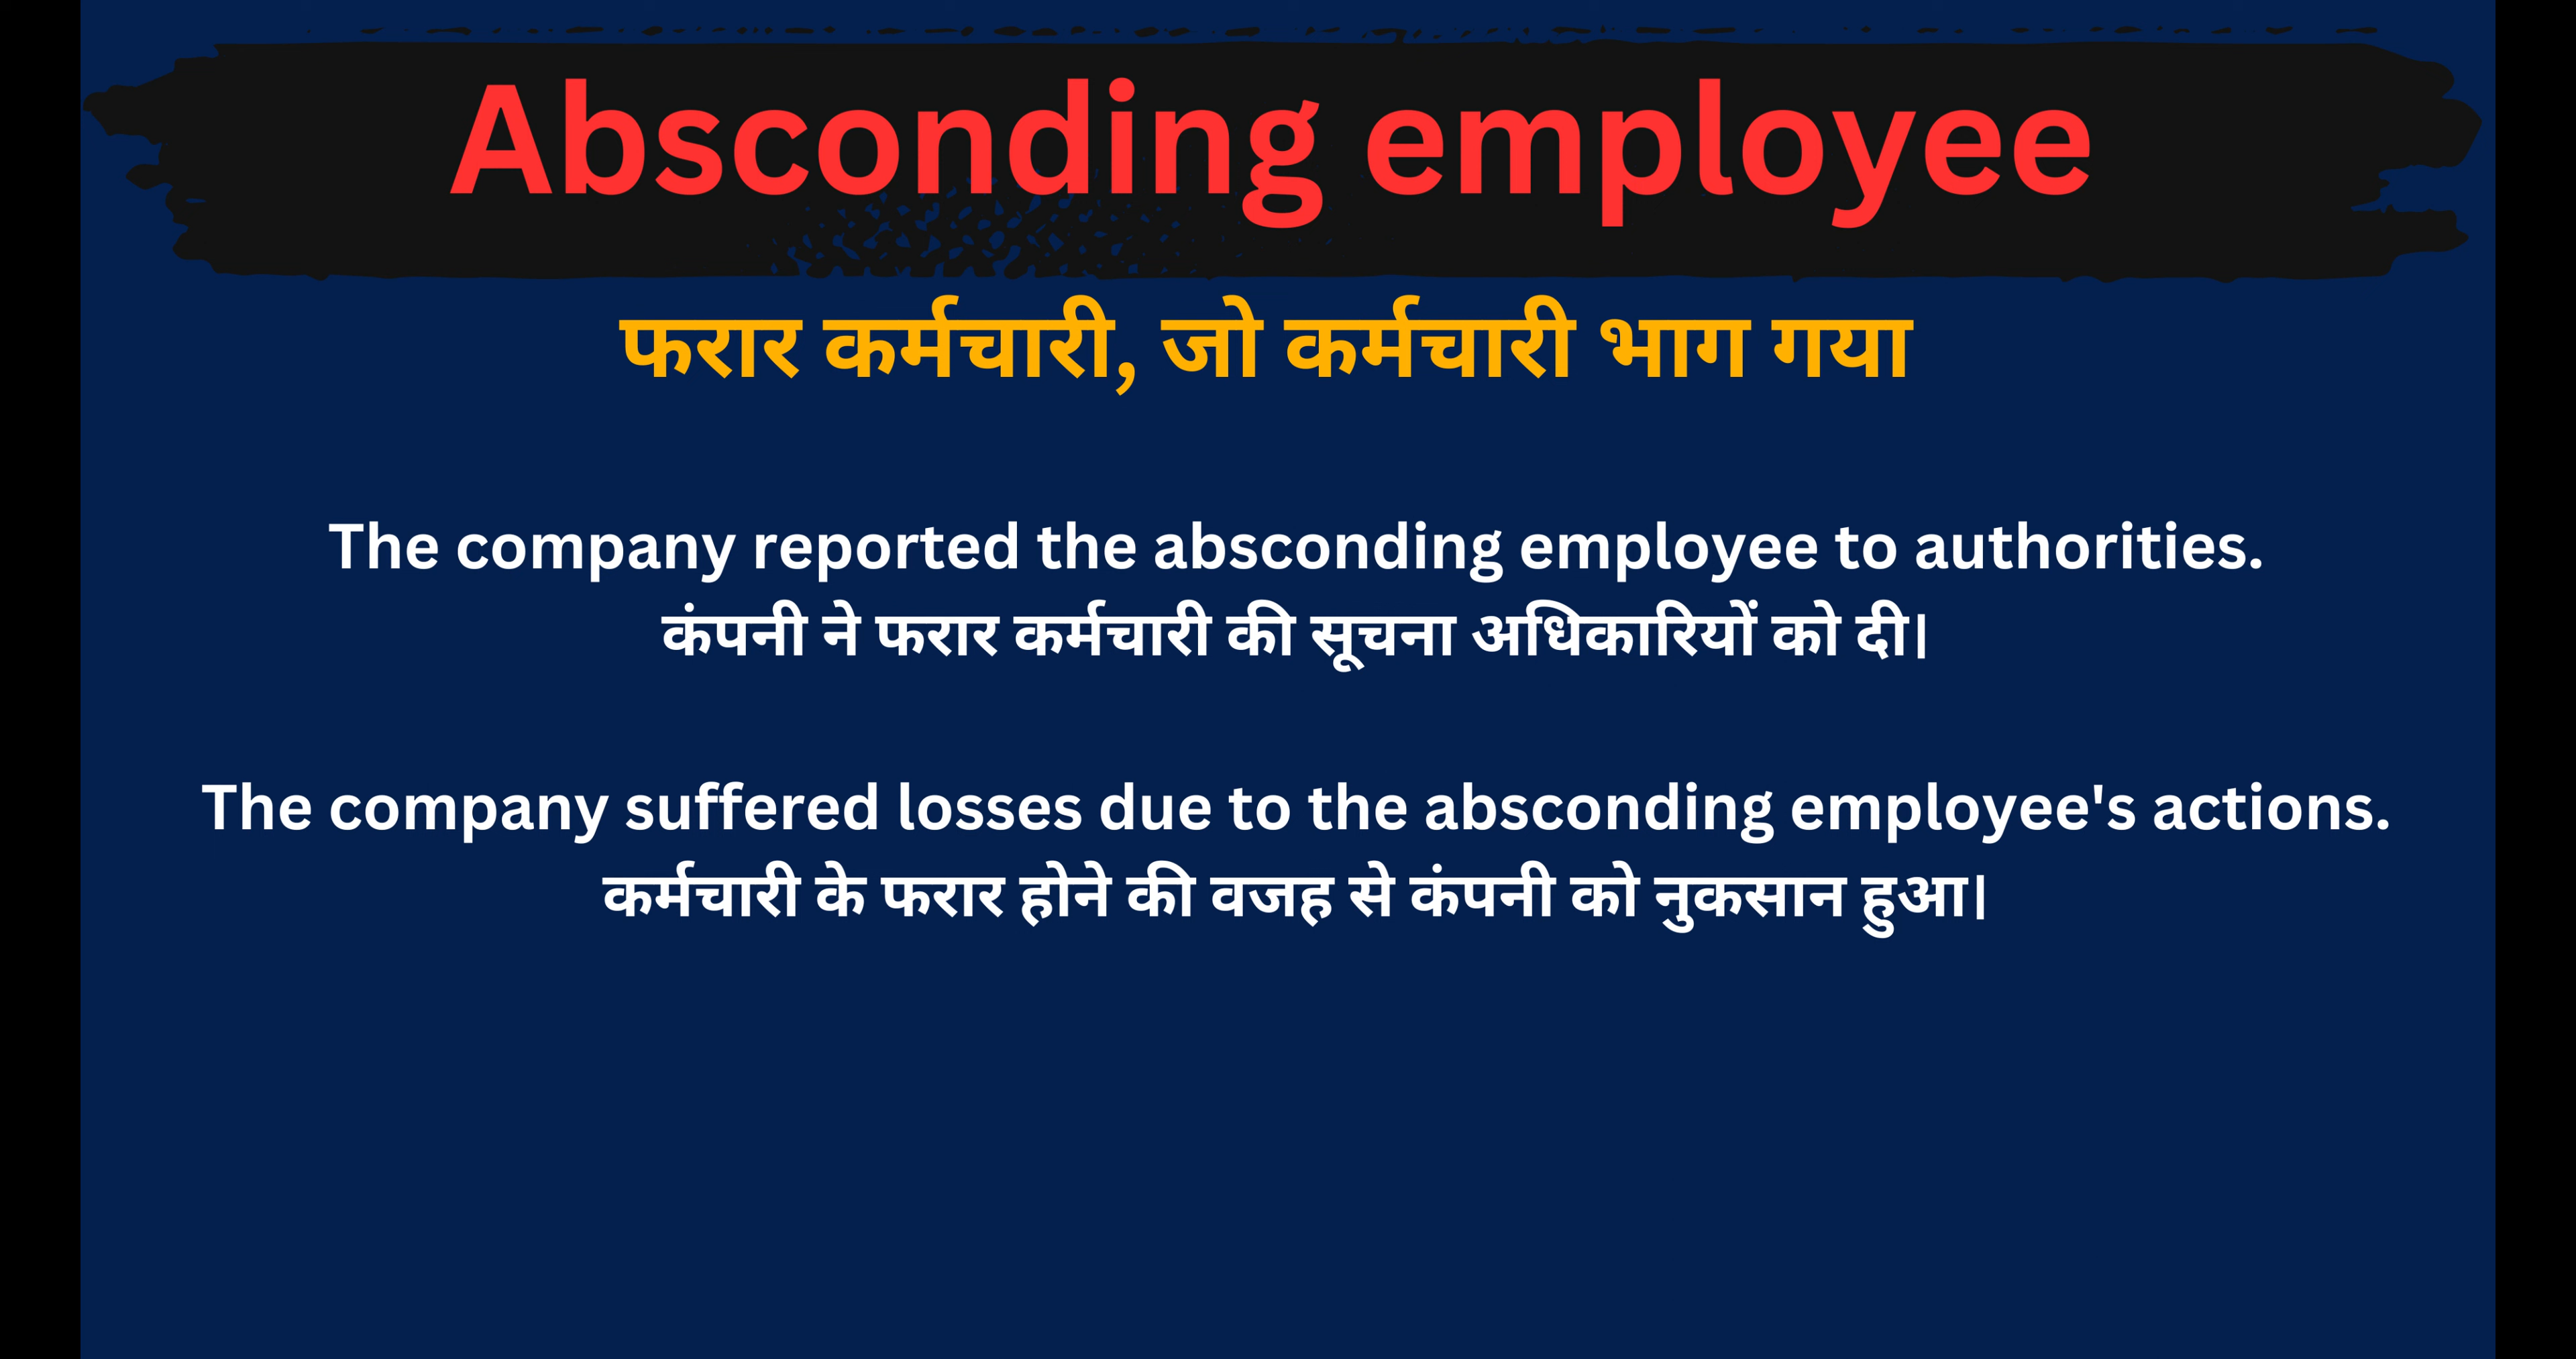 Absconding employee
फरार कर्मचारी, जो कर्मचारी भाग गया
The company reported the absconding employee to authorities.
कंपनी ने फरार कर्मचारी की सूचना अधिकारियों को दी।
The company suffered losses due to the absconding employee's actions.
कर्मचारी के फरार होने की वजह से कंपनी को नुकसान हुआ।